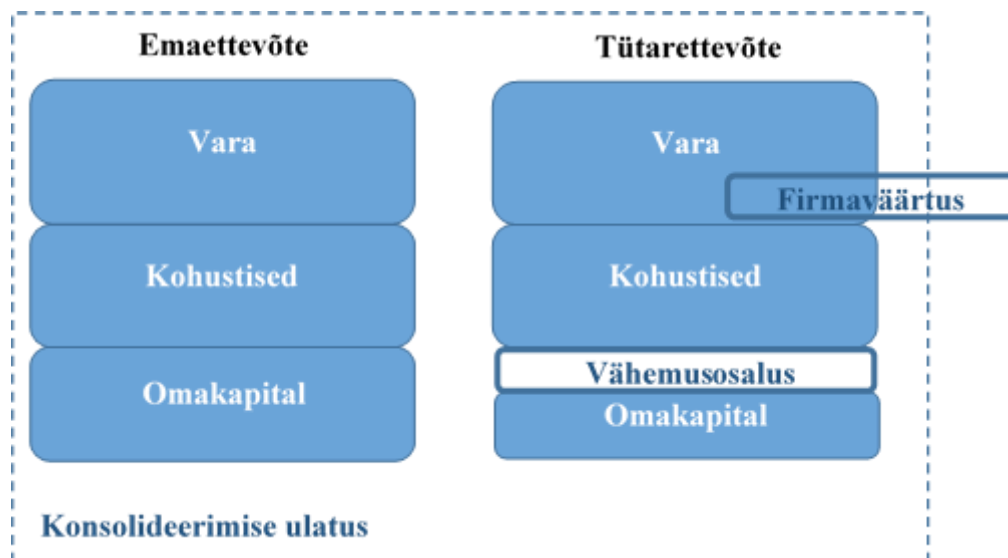 Emaettevõte
Tütarettevõte
Vara
Vara
Firmaväärtus
Kohustised
Kohustised
Vähemusosalus
Omakapital
Omakapital
Konsolideerimise ulatus